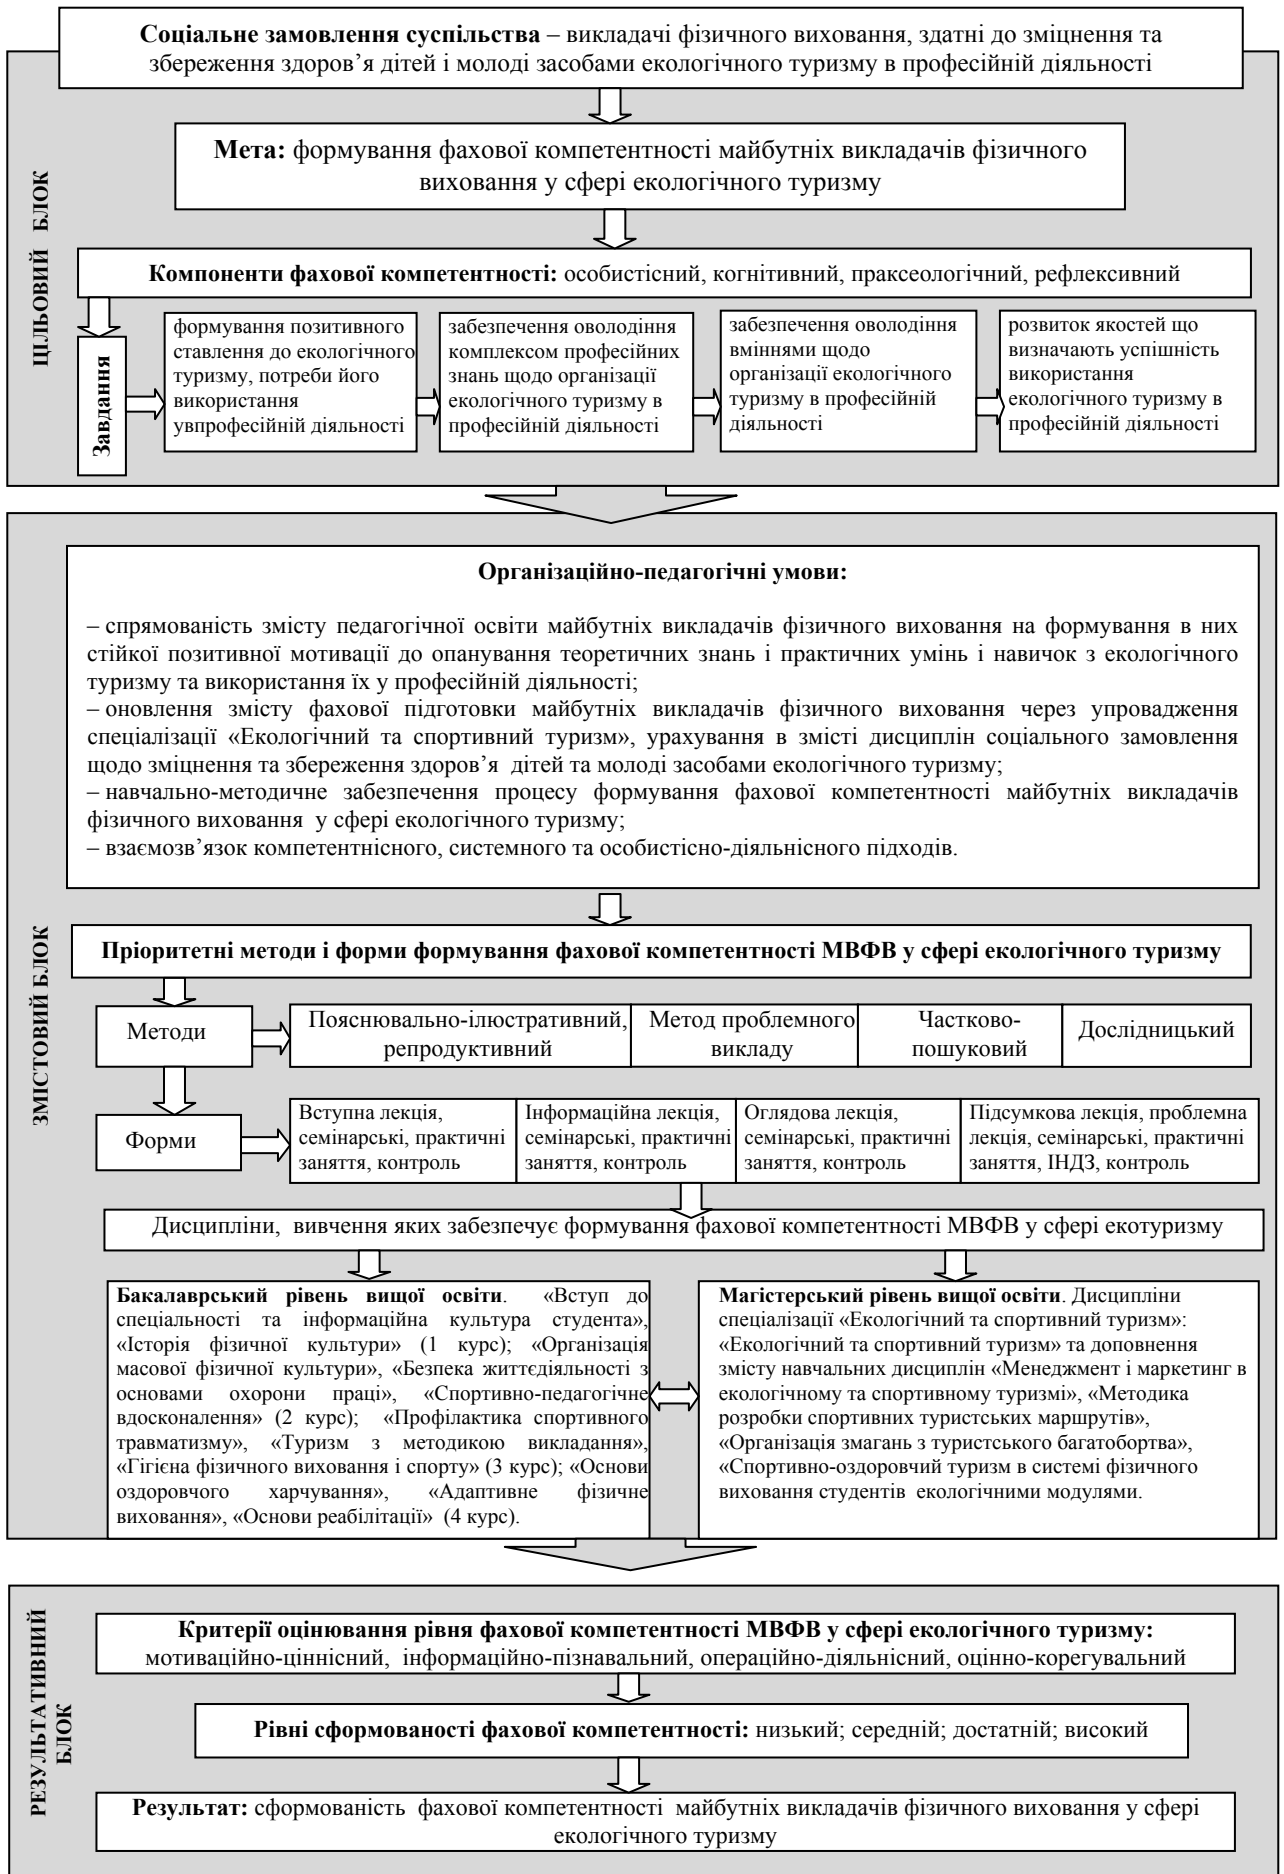 Соціальне замовлення суспільства – викладачі фізичного виховання, здатні до зміцнення та
збереження здоров’я дітей і молоді засобами екологічного туризму в професійній діяльності
ЦІЛЬОВИЙ БЛОК
Мета: формування фахової компетентності майбутніх викладачів фізичного
виховання у сфері екологічного туризму
Компоненти фахової компетентності: особистісний, когнітивний, праксеологічний, рефлексивний
Завдання
формування позитивного
ставлення до екологічного
туризму, потреби його
використання
увпрофесійній діяльності
забезпечення оволодіння
комплексом професійних
знань щодо організації
екологічного туризму в
професійній діяльності
забезпечення оволодіння
вміннями щодо
організації екологічного
туризму в професійній
діяльності
розвиток якостей що
визначають успішність
використання
екологічного туризму в
професійній діяльності
ЗМІСТОВИЙ БЛОК
Організаційно-педагогічні умови:
– спрямованість змісту педагогічної освіти майбутніх викладачів фізичного виховання на формування в них
стійкої позитивної мотивації до опанування теоретичних знань і практичних умінь і навичок з екологічного
туризму та використання їх у професійній діяльності;
– оновлення змісту фахової підготовки майбутніх викладачів фізичного виховання через упровадження
спеціалізації «Екологічний та спортивний туризм», урахування в змісті дисциплін соціального замовлення
щодо зміцнення та збереження здоров’я дітей та молоді засобами екологічного туризму;
– навчально-методичне забезпечення процесу формування фахової компетентності майбутніх викладачів
фізичного виховання у сфері екологічного туризму;
– взаємозв’язок компетентнісного, системного та особистісно-діяльнісного підходів.
Пріоритетні методи і форми формування фахової компетентності МВФВ у сфері екологічного туризму
Методи
Пояснювально-ілюстративний,
репродуктивний
Метод проблемного
викладу
Частково-
пошуковий
Дослідницький
Форми
Вступна лекція,
семінарські, практичні
заняття, контроль
Інформаційна лекція,
семінарські, практичні
заняття, контроль
Оглядова лекція,
семінарські, практичні
заняття, контроль
Підсумкова лекція, проблемна
лекція, семінарські, практичні
заняття, ІНДЗ, контроль
Дисципліни, вивчення яких забезпечує формування фахової компетентності МВФВ у сфері екотуризму
Бакалаврський рівень вищої освіти. «Вступ до
спеціальності та інформаційна культура студента»,
«Історія фізичної культури» (1 курс); «Організація
масової фізичної культури», «Безпека життєдіяльності з
основами охорони праці», «Спортивно-педагогічне
вдосконалення» (2 курс); «Профілактика спортивного
травматизму», «Туризм з методикою викладання»,
«Гігієна фізичного виховання і спорту» (3 курс); «Основи
оздоровчого харчування», «Адаптивне фізичне
виховання», «Основи реабілітації» (4 курс).
Магістерський рівень вищої освіти. Дисципліни
спеціалізації «Екологічний та спортивний туризм»:
«Екологічний та спортивний туризм» та доповнення
змісту навчальних дисциплін «Менеджмент і маркетинг в
екологічному та спортивному туризмі», «Методика
розробки спортивних туристських маршрутів»,
«Організація змагань з туристського багатобортва»,
«Спортивно-оздоровчий туризм в системі фізичного
виховання студентів екологічними модулями.
РЕЗУЛЬТАТИВНИЙ
БЛОК
Критерії оцінювання рівня фахової компетентності МВФВ у сфері екологічного туризму:
мотиваційно-ціннісний, інформаційно-пізнавальний, операційно-діяльнісний, оцінно-корегувальний
Рівні сформованості фахової компетентності: низький; середній; достатній; високий
Результат: сформованість фахової компетентності майбутніх викладачів фізичного виховання у сфері
екологічного туризму